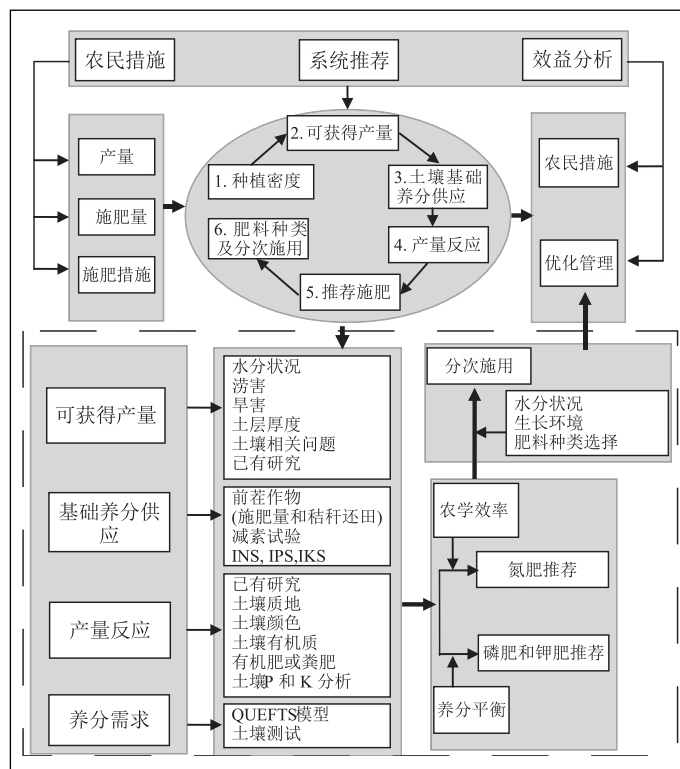 农民措施
系统推荐
效益分析
产量
施肥量
施肥措施
2.可获得产量
1. 种植密度
3.土壤基础
养分供应
6. 肥料种类
及分次施用
4. 产量反应
5. 推荐施肥
农民措施
优化管理
可获得产量
基础养分供
应
产量反应
养分需求
水分状况
涝害
旱害
土层厚度
土壤相关问题
已有研究
前茬作物
(施肥量和秸秆还田)
减素试验
INS, IPS,IKS
已有研究
土壤质地
土壤颜色
土壤有机质
有机肥或粪肥
土壤P 和 K 分析
QUEFTS模型
土壤测试
分次施用
水分状况
生长环境
肥料种类选择
农学效率
氮肥推荐
磷肥和钾肥推荐
养分平衡